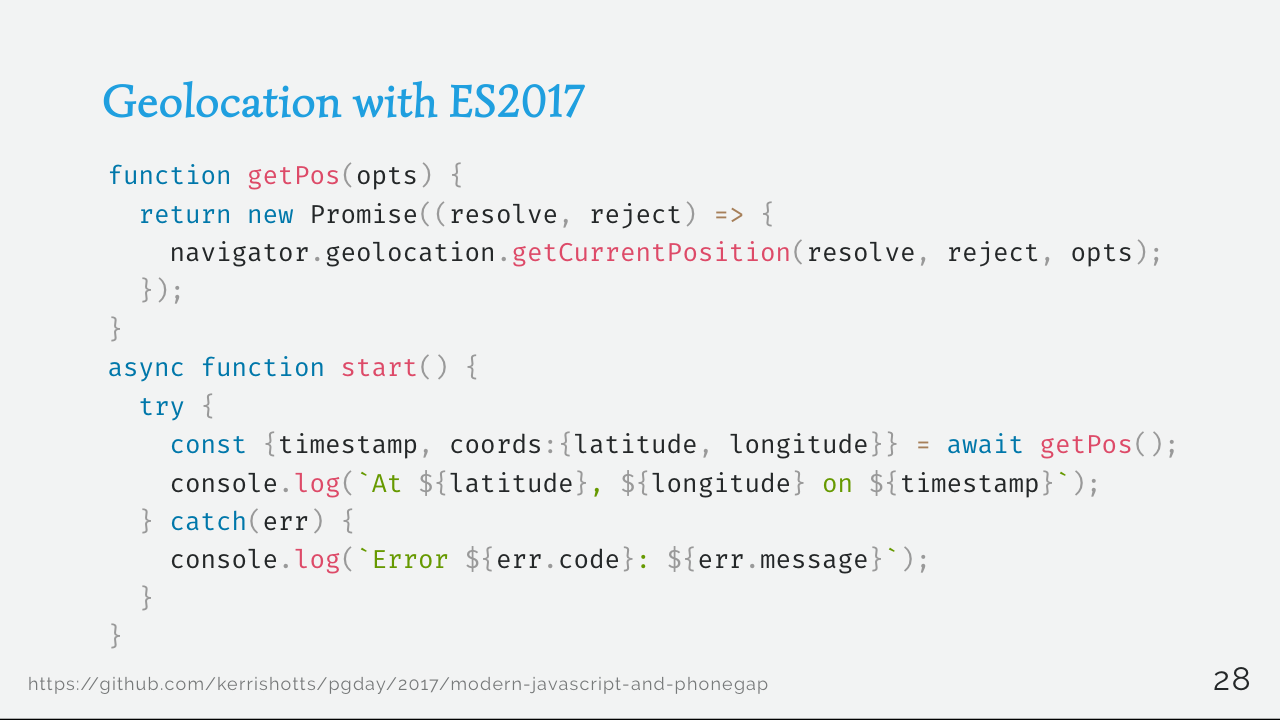 Geolocation with ES2017
function getPos(opts) {
  return new Promise((resolve, reject) => {
    navigator.geolocation.getCurrentPosition(resolve, reject, opts);
  });
}
async function start() {
  try {
    const {timestamp, coords:{latitude, longitude}} = await getPos();
    console.log(`At ${latitude}, ${longitude} on ${timestamp}`);
  } catch(err) {
    console.log(`Error ${err.code}: ${err.message}`);
  }
}
https://github.com/kerrishotts/pgday/2017/modern-javascript-and-phonegap
28